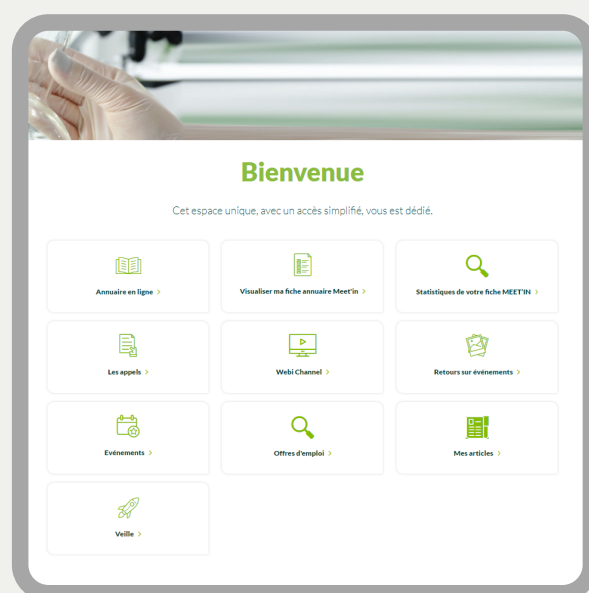 Bienvenue
Cet espace unique, avec un accès simplifié, vous est dédié.
Annuaire en ligne >
Visualiser ma fiche annuaire Meet'in >
Statistiques de votre fiche MEET'IN >
Les appels >
Webi Channel >
Retours sur événements >
Evénements >
Offres d'emploi >
Mes articles >
Veille >